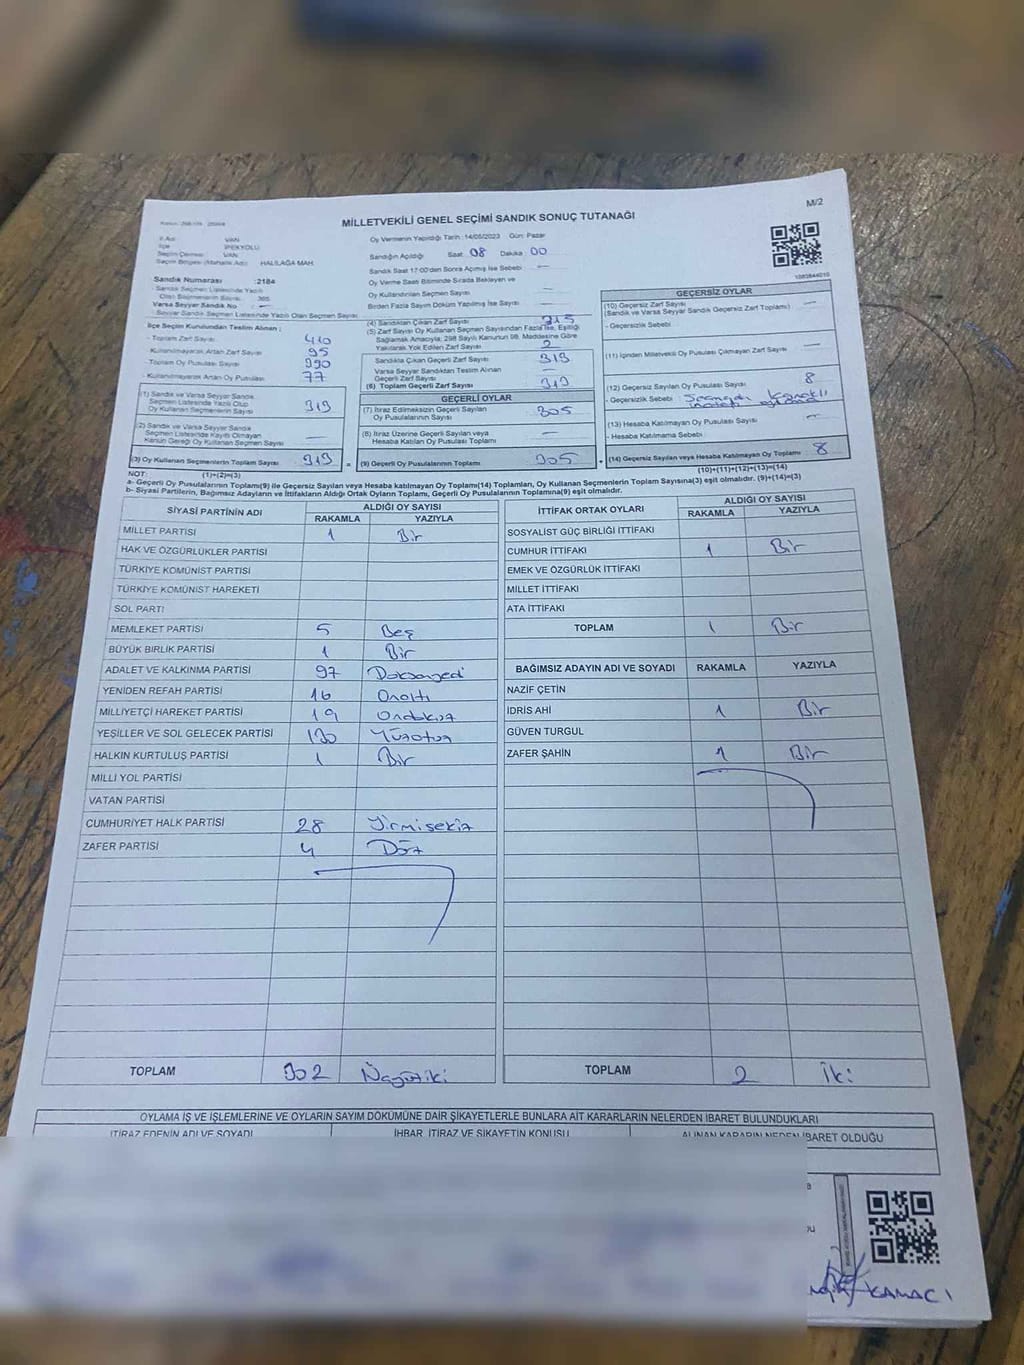 M/2
MİLLETVEKİLİ GENEL SEÇİMİ SANDIK SONUÇ TUTANAĞI
İl Adı VAN
İlçe İPEKYOLU
Seçim Çevresi VAN
Seçim Bölgesi (Mahalle Adı) HALİLAĞA MAH.
Sandık Numarası :2184
- Sandık Seçmen Listesinde Yazılı
Olan Seçmenlerin Sayısı 395
Varsa Seyyar Sandık No —
- Seyyar Sandık Seçmen Listesinde Yazılı Olan Seçmen Sayısı
İlçe Seçim Kurulundan Teslim Alınan ;
- Toplam Zarf Sayısı 410
- Kullanılmayarak Artan Zarf Sayısı 95
- Toplam Oy Pusulası Sayısı 390
- Kullanılmayarak Artan Oy Pusulası 77
(1) Sandık ve Varsa Seyyar Sandık
Seçmen Listesinde Yazılı Olup
Oy Kullanan Seçmenlerin Sayısı 313
(2) Sandık ve Varsa Seyyar Sandık
Seçmen Listesinde Kayıtlı Olmayan
Kanun Gereği Oy Kullanan Seçmen Sayısı —
(3) Oy Kullanan Seçmenlerin Toplam Sayısı 313
(1)+(2)=(3)
Oy Vermenin Yapıldığı Tarih :14/05/2023 Gün: Pazar
Sandığın Açıldığı Saat 08 Dakika 00
Sandık Saat 17:00'den Sonra Açılmış İse Sebebi —
Oy Verme Saati Bitiminde Sırada Bekleyen ve
Oy Kullandırılan Seçmen Sayısı —
Birden Fazla Sayım Döküm Yapılmış İse Sayısı —
(4) Sandıktan Çıkan Zarf Sayısı 315
(5) Zarf Sayısı Oy Kullanan Seçmen Sayısından Fazla İse, Eşitliği
Sağlamak Amacıyla; 298 Sayılı Kanunun 98. Maddesine Göre
Yakılarak Yok Edilen Zarf Sayısı 2
Sandıkta Çıkan Geçerli Zarf Sayısı 313
Varsa Seyyar Sandıktan Teslim Alınan
Geçerli Zarf Sayısı —
(6) Toplam Geçerli Zarf Sayısı 313
GEÇERLİ OYLAR
(7) İtiraz Edilmeksizin Geçerli Sayılan
Oy Pusulalarının Sayısı 305
(8) İtiraz Üzerine Geçerli Sayılan veya
Hesaba Katılan Oy Pusulası Toplamı —
= (9) Geçerli Oy Pusulalarının Toplamı 305
1083844010
GEÇERSİZ OYLAR
(10) Geçersiz Zarf Sayısı
(Sandık ve Varsa Seyyar Sandık Geçersiz Zarf Toplamı) —
- Geçersizlik Sebebi :
(11) İçinden Milletvekili Oy Pusulası Çıkmayan Zarf Sayısı —
(12) Geçersiz Sayılan Oy Pusulası Sayısı 8
- Geçersizlik Sebebi
(13) Hesaba Katılmayan Oy Pusulası Sayısı —
- Hesaba Katılmama Sebebi :
+ (14) Geçersiz Sayılan veya Hesaba Katılmayan Oy Toplamı 8
(10)+(11)+(12)+(13)=(14)
NOT:
a- Geçerli Oy Pusulalarının Toplamı(9) ile Geçersiz Sayılan veya Hesaba katılmayan Oy Toplamı(14) Toplamları, Oy Kullanan Seçmenlerin Toplam Sayısına(3) eşit olmalıdır. (9)+(14)=(3)
b- Siyasi Partilerin, Bağımsız Adayların ve İttifakların Aldığı Ortak Oyların Toplamı, Geçerli Oy Pusulalarının Toplamına(9) eşit olmalıdır.
SİYASİ PARTİNİN ADI ALDIĞI OY SAYISI
RAKAMLA YAZIYLA
MİLLET PARTİSİ 1 Bir
HAK VE ÖZGÜRLÜKLER PARTİSİ
TÜRKİYE KOMÜNİST PARTİSİ
TÜRKİYE KOMÜNİST HAREKETİ
SOL PARTİ
MEMLEKET PARTİSİ 5 Beş
BÜYÜK BİRLİK PARTİSİ 1 Bir
ADALET VE KALKINMA PARTİSİ 97 Doksanyedi
YENİDEN REFAH PARTİSİ 16 Onaltı
MİLLİYETÇİ HAREKET PARTİSİ 19 Ondokuz
YEŞİLLER VE SOL GELECEK PARTİSİ 130 Yüzotuz
HALKIN KURTULUŞ PARTİSİ 1 Bir
MİLLİ YOL PARTİSİ
VATAN PARTİSİ
CUMHURİYET HALK PARTİSİ 28 Yirmisekiz
ZAFER PARTİSİ 4 Dört
TOPLAM 302 Üçyüziki
İTTİFAK ORTAK OYLARI ALDIĞI OY SAYISI
RAKAMLA YAZIYLA
SOSYALİST GÜÇ BİRLİĞİ İTTİFAKI
CUMHUR İTTİFAKI 1 Bir
EMEK VE ÖZGÜRLÜK İTTİFAKI
MİLLET İTTİFAKI
ATA İTTİFAKI
TOPLAM 1 Bir
BAĞIMSIZ ADAYIN ADI VE SOYADI RAKAMLA YAZIYLA
NAZİF ÇETİN
İDRİS AHİ 1 Bir
GÜVEN TURGUL
ZAFER ŞAHİN 1 Bir
TOPLAM 2 İki
OYLAMA İŞ VE İŞLEMLERİNE VE OYLARIN SAYIM DÖKÜMÜNE DAİR ŞİKAYETLERLE BUNLARA AİT KARARLARIN NELERDEN İBARET BULUNDUKLARI
İTİRAZ EDENİN ADI VE SOYADI İHBAR, İTİRAZ VE ŞİKAYETİN KONUSU ALINAN KARARIN NEDEN İBARET OLDUĞU